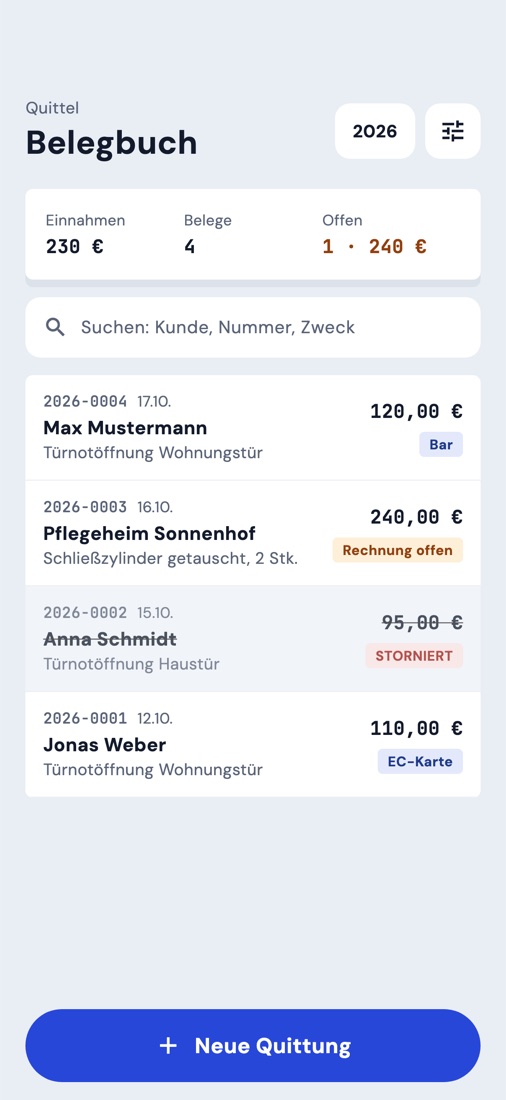 Quittel
Belegbuch
2026
Einnahmen
230 €
Belege
4
Offen
1 · 240 €
Suchen: Kunde, Nummer, Zweck
2026-0004 17.10.
Max Mustermann
Türnotöffnung Wohnungstür
120,00 €
Bar
2026-0003 16.10.
Pflegeheim Sonnenhof
Schließzylinder getauscht, 2 Stk.
240,00 €
Rechnung offen
2026-0002 15.10.
Anna Schmidt
Türnotöffnung Haustür
95,00 €
STORNIERT
2026-0001 12.10.
Jonas Weber
Türnotöffnung Wohnungstür
110,00 €
EC-Karte
+ Neue Quittung